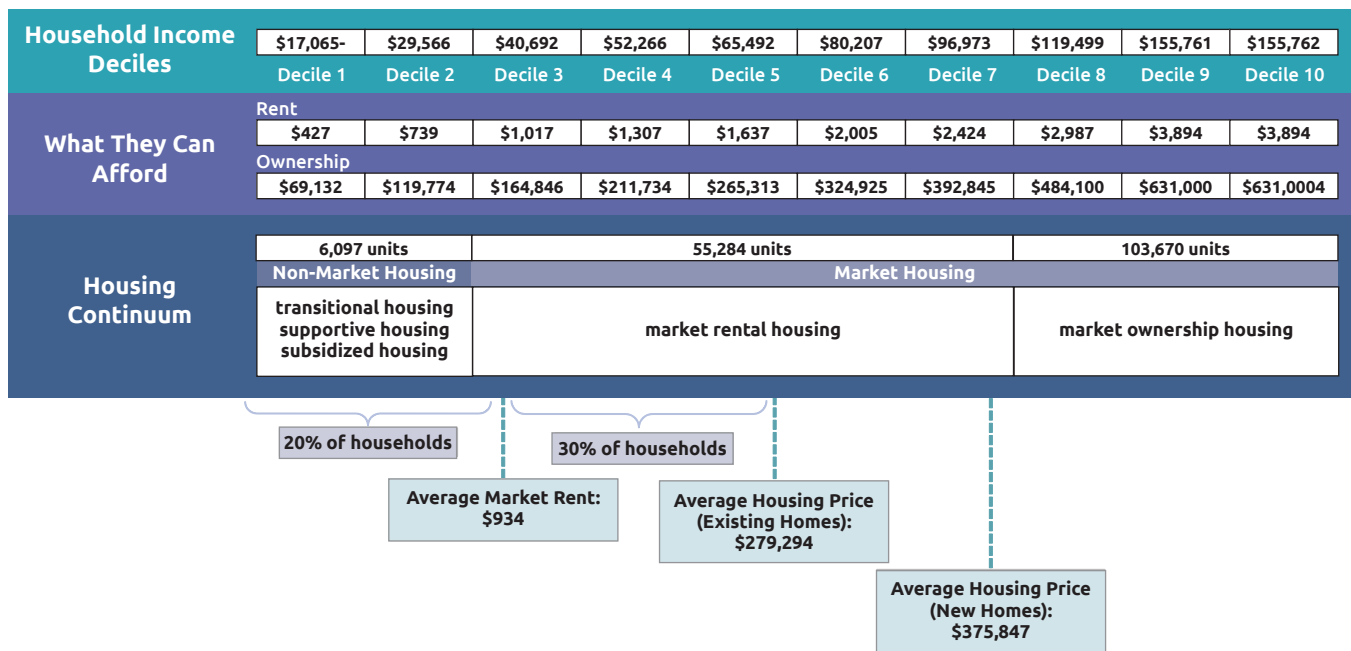 Household Income
Deciles
$17,065- $29,566 $40,692 $52,266 $65,492 $80,207 $96,973 $119,499 $155,761 $155,762
Decile 1 Decile 2 Decile 3 Decile 4 Decile 5 Decile 6 Decile 7 Decile 8 Decile 9 Decile 10
What They Can
Afford
Rent
$427 $739 $1,017 $1,307 $1,637 $2,005 $2,424 $2,987 $3,894 $3,894
Ownership
$69,132 $119,774 $164,846 $211,734 $265,313 $324,925 $392,845 $484,100 $631,000 $631,0004
Housing
Continuum
6,097 units 55,284 units 103,670 units
Non-Market Housing Market Housing
transitional housing
supportive housing
subsidized housing
market rental housing
market ownership housing
20% of households
30% of households
Average Market Rent:
$934
Average Housing Price
(Existing Homes):
$279,294
Average Housing Price
(New Homes):
$375,847